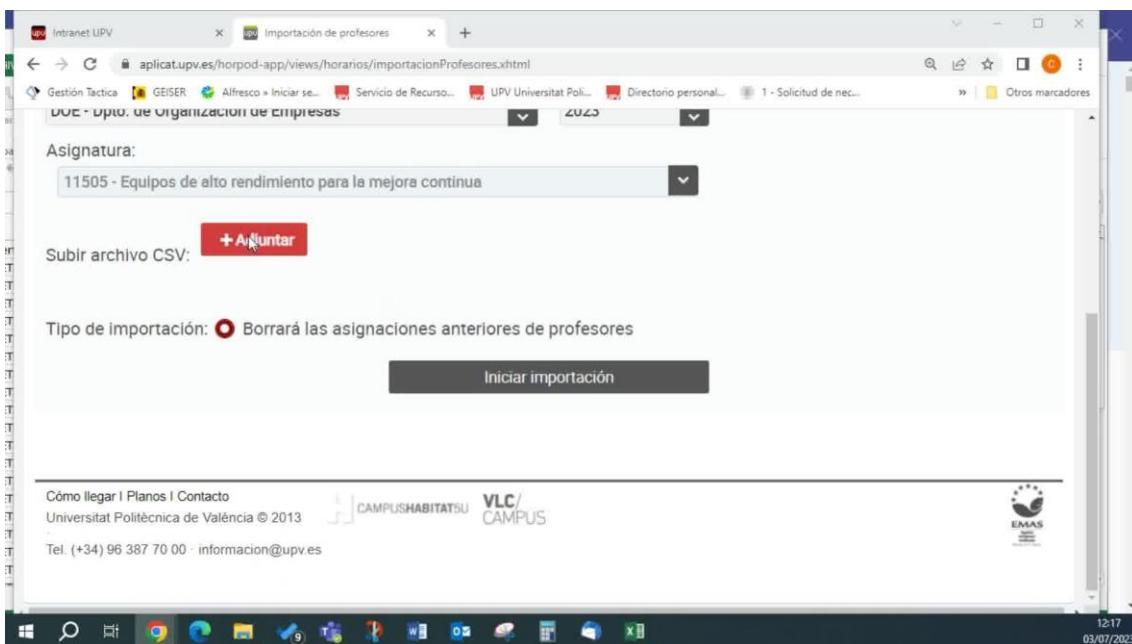 upv Intranet UPV
upv Importación de profesores
aplicat.upv.es/horpod-app/views/horarios/importacionProfesores.xhtml
C
Gestión Tactica GEISER Alfresco » Iniciar se... Servicio de Recurso... UPV Universitat Poli... Directorio personal... 1 - Solicitud de nec... » Otros marcadores
DOE - Dpto. de Organización de Empresas 2023
Asignatura:
11505 - Equipos de alto rendimiento para la mejora continua
+ Adjuntar
Subir archivo CSV:
Tipo de importación: Borrará las asignaciones anteriores de profesores
Iniciar importación
Cómo llegar I Planos I Contacto
Universitat Politècnica de València © 2013
CAMPUSHABITAT5U
VLC/
CAMPUS
EMAS
Tel. (+34) 96 387 70 00 · informacion@upv.es
12:17
03/07/202